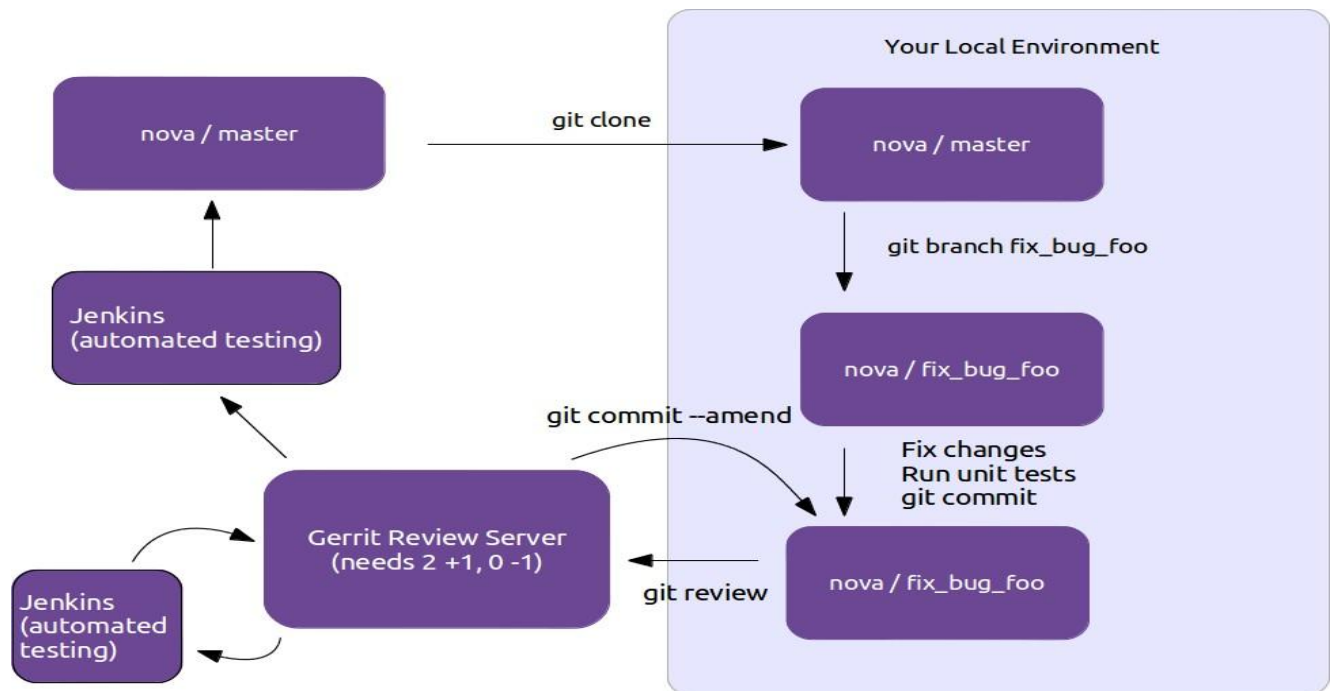 Your Local Environment
nova / master
git clone
nova / master
git branch fix_bug_foo
Jenkins
(automated testing)
nova / fix_bug_foo
git commit --amend
Fix changes
Run unit tests
git commit
Gerrit Review Server
(needs 2 +1, 0 -1)
git review
nova / fix_bug_foo
Jenkins
(automated
testing)